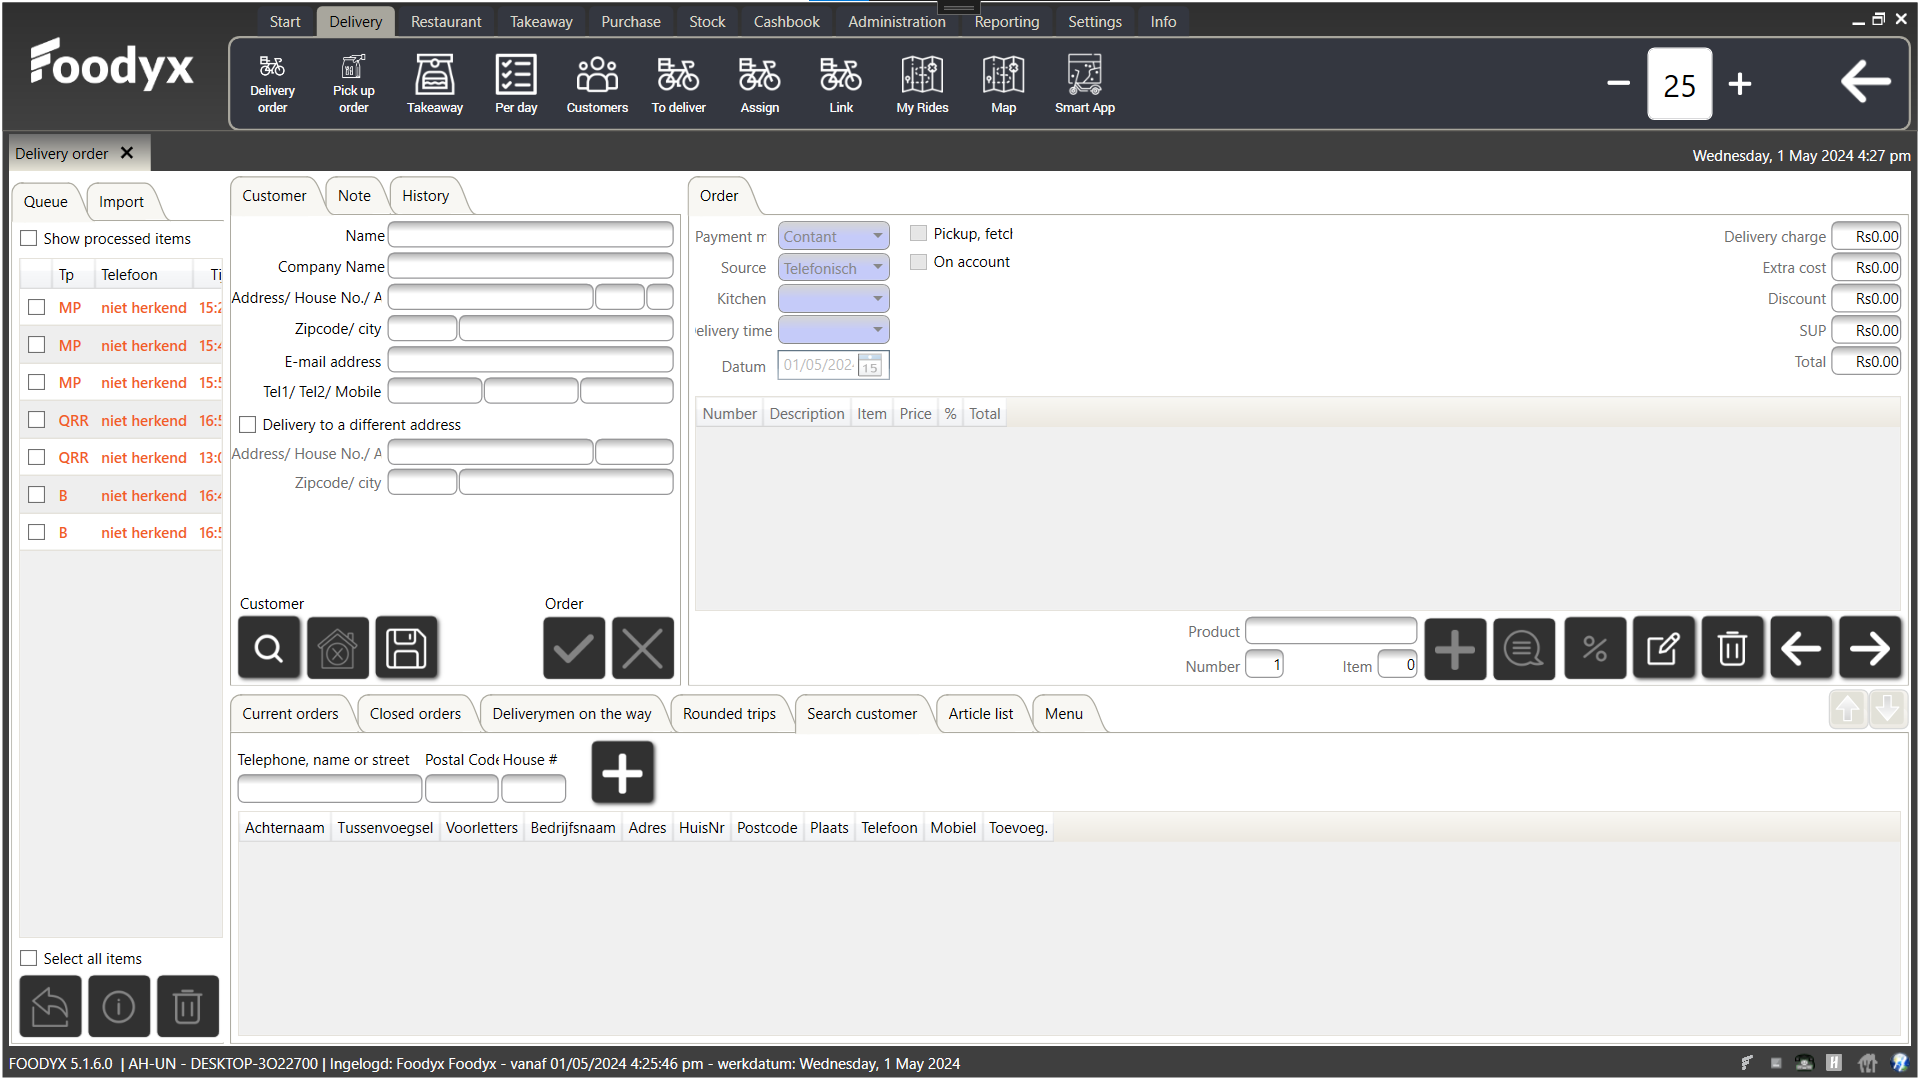 Start Delivery Restaurant Takeaway Purchase Stock Cashbook Administration Reporting Settings Info
Foodyx
Delivery order
Pick up order
Takeaway
Per day
Customers
To deliver
Assign
Link
My Rides
Map
Smart App
25
Delivery order
Wednesday, 1 May 2024 4:27 pm
Queue Import
Show processed items
Tp Telefoon Ti
MP niet herkend 15:2
MP niet herkend 15:4
MP niet herkend 15:5
QRR niet herkend 16:5
QRR niet herkend 13:0
B niet herkend 16:4
B niet herkend 16:5
Select all items
Customer Note History
Name
Company Name
Address/ House No./ A
Zipcode/ city
E-mail address
Tel1/ Tel2/ Mobile
Delivery to a different address
Address/ House No./ A
Zipcode/ city
Customer
Order
Order
Payment m Contant
Source Telefonisch
Kitchen
elivery time
Datum 01/05/202 15
Pickup, fetch
On account
Delivery charge Rs0.00
Extra cost Rs0.00
Discount Rs0.00
SUP Rs0.00
Total Rs0.00
Number Description Item Price % Total
Product
Number 1 Item 0
%
Current orders Closed orders Deliverymen on the way Rounded trips Search customer Article list Menu
Telephone, name or street Postal Code House #
Achternaam Tussenvoegsel Voorletters Bedrijfsnaam Adres HuisNr Postcode Plaats Telefoon Mobiel Toevoeg.
FOODYX 5.1.6.0 | AH-UN - DESKTOP-3O22700 | Ingelogd: Foodyx Foodyx - vanaf 01/05/2024 4:25:46 pm - werkdatum: Wednesday, 1 May 2024
H